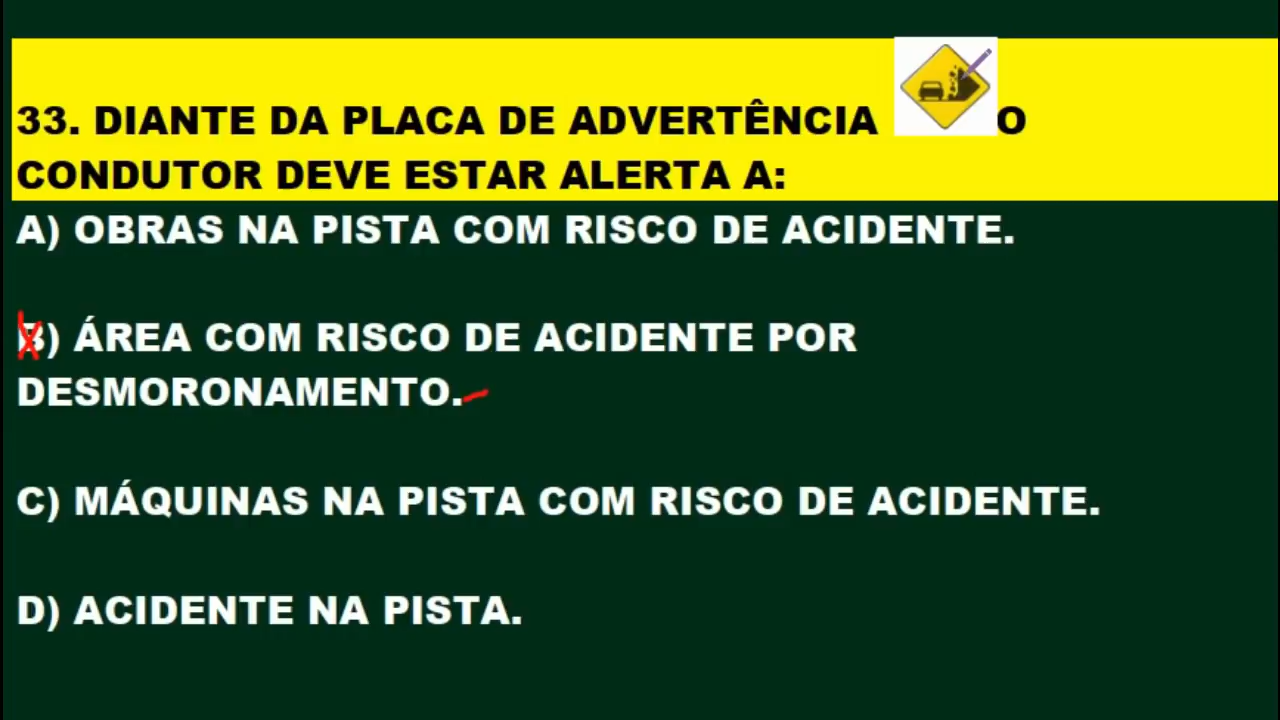 33. DIANTE DA PLACA DE ADVERTÊNCIA O
CONDUTOR DEVE ESTAR ALERTA A:
A) OBRAS NA PISTA COM RISCO DE ACIDENTE.
B) ÁREA COM RISCO DE ACIDENTE POR
DESMORONAMENTO.
C) MÁQUINAS NA PISTA COM RISCO DE ACIDENTE.
D) ACIDENTE NA PISTA.